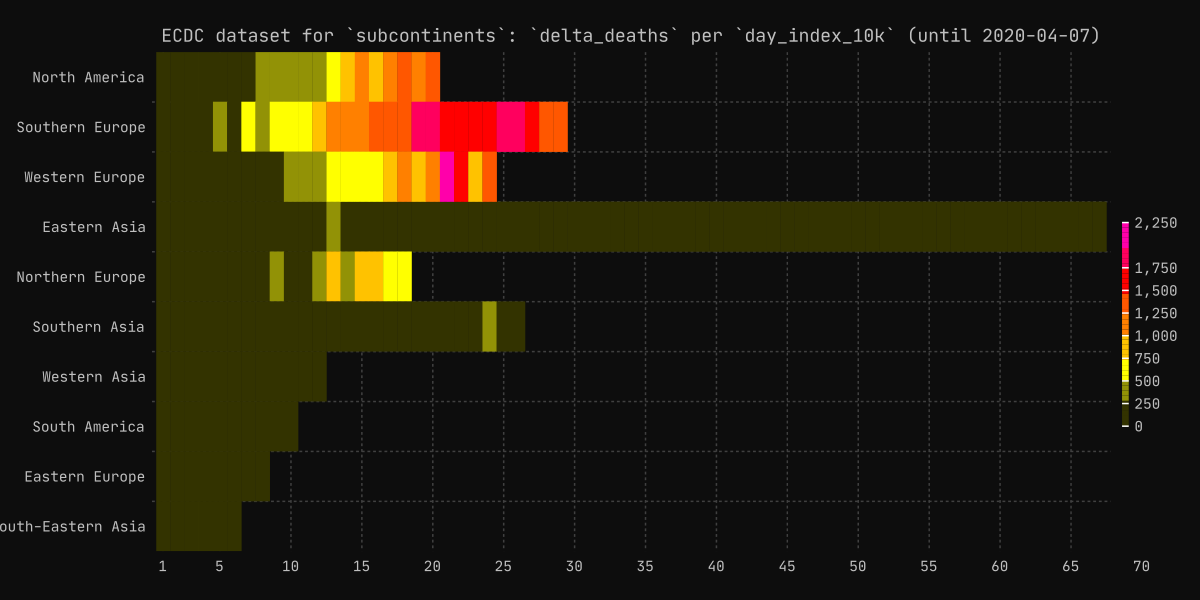 ECDC dataset for `subcontinents`: `delta_deaths` per `day_index_10k` (until 2020-04-07)
North America
Southern Europe
Western Europe
Eastern Asia
Northern Europe
Southern Asia
Western Asia
South America
Eastern Europe
outh-Eastern Asia
1 5 10 15 20 25 30 35 40 45 50 55 60 65 70
2,250
1,750
1,500
1,250
1,000
750
500
250
0